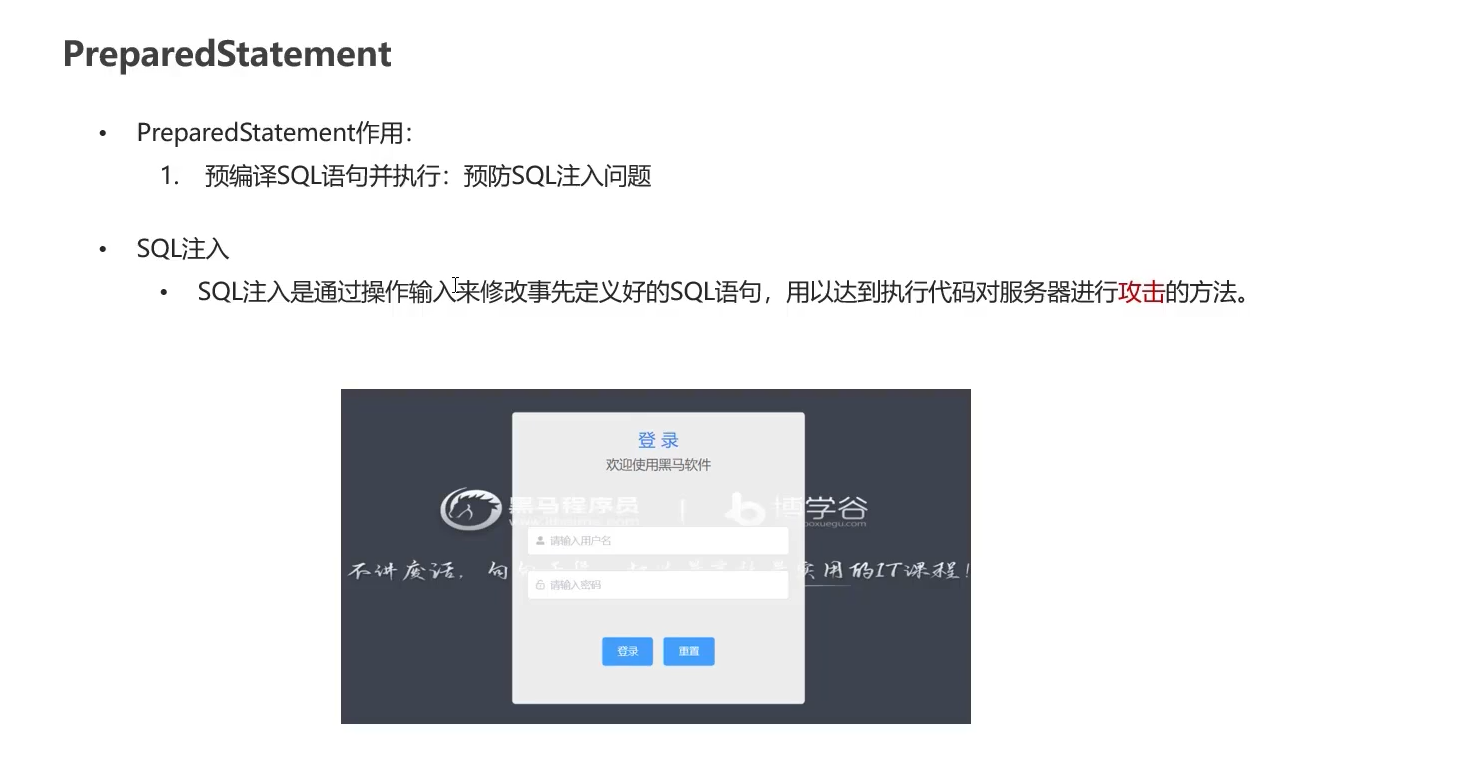 PreparedStatement
• PreparedStatement作用：
1. 预编译SQL语句并执行：预防SQL注入问题
• SQL注入
• SQL注入是通过操作输入来修改事先定义好的SQL语句，用以达到执行代码对服务器进行攻击的方法。
登录
欢迎使用黑马软件
黑马程序员 | 博学谷
boxuegu.com
请输入用户名
不讲废话，句句 实用的IT课程！
请输入密码
登录 重置